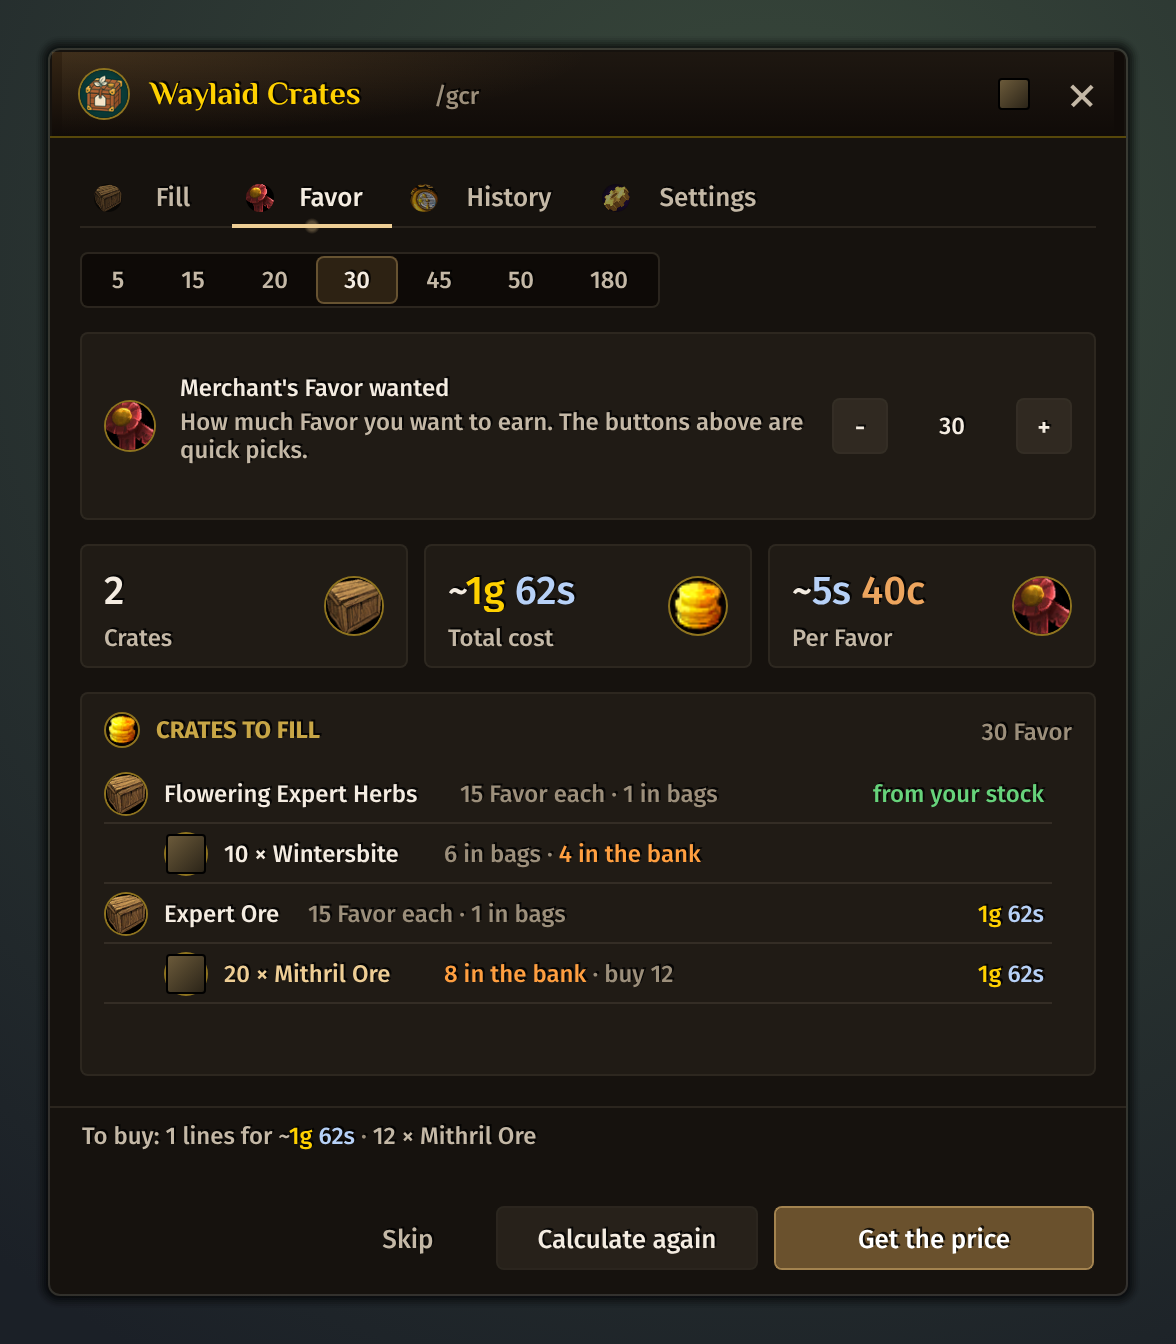 Waylaid Crates /gcr
Fill Favor History Settings
5 15 20 30 45 50 180
Merchant's Favor wanted
How much Favor you want to earn. The buttons above are
quick picks.
- 30 +
2 ~1g 62s ~5s 40c
Crates Total cost Per Favor
CRATES TO FILL 30 Favor
Flowering Expert Herbs 15 Favor each · 1 in bags from your stock
10 × Wintersbite 6 in bags · 4 in the bank
Expert Ore 15 Favor each · 1 in bags 1g 62s
20 × Mithril Ore 8 in the bank · buy 12 1g 62s
To buy: 1 lines for ~1g 62s · 12 × Mithril Ore
Skip Calculate again Get the price